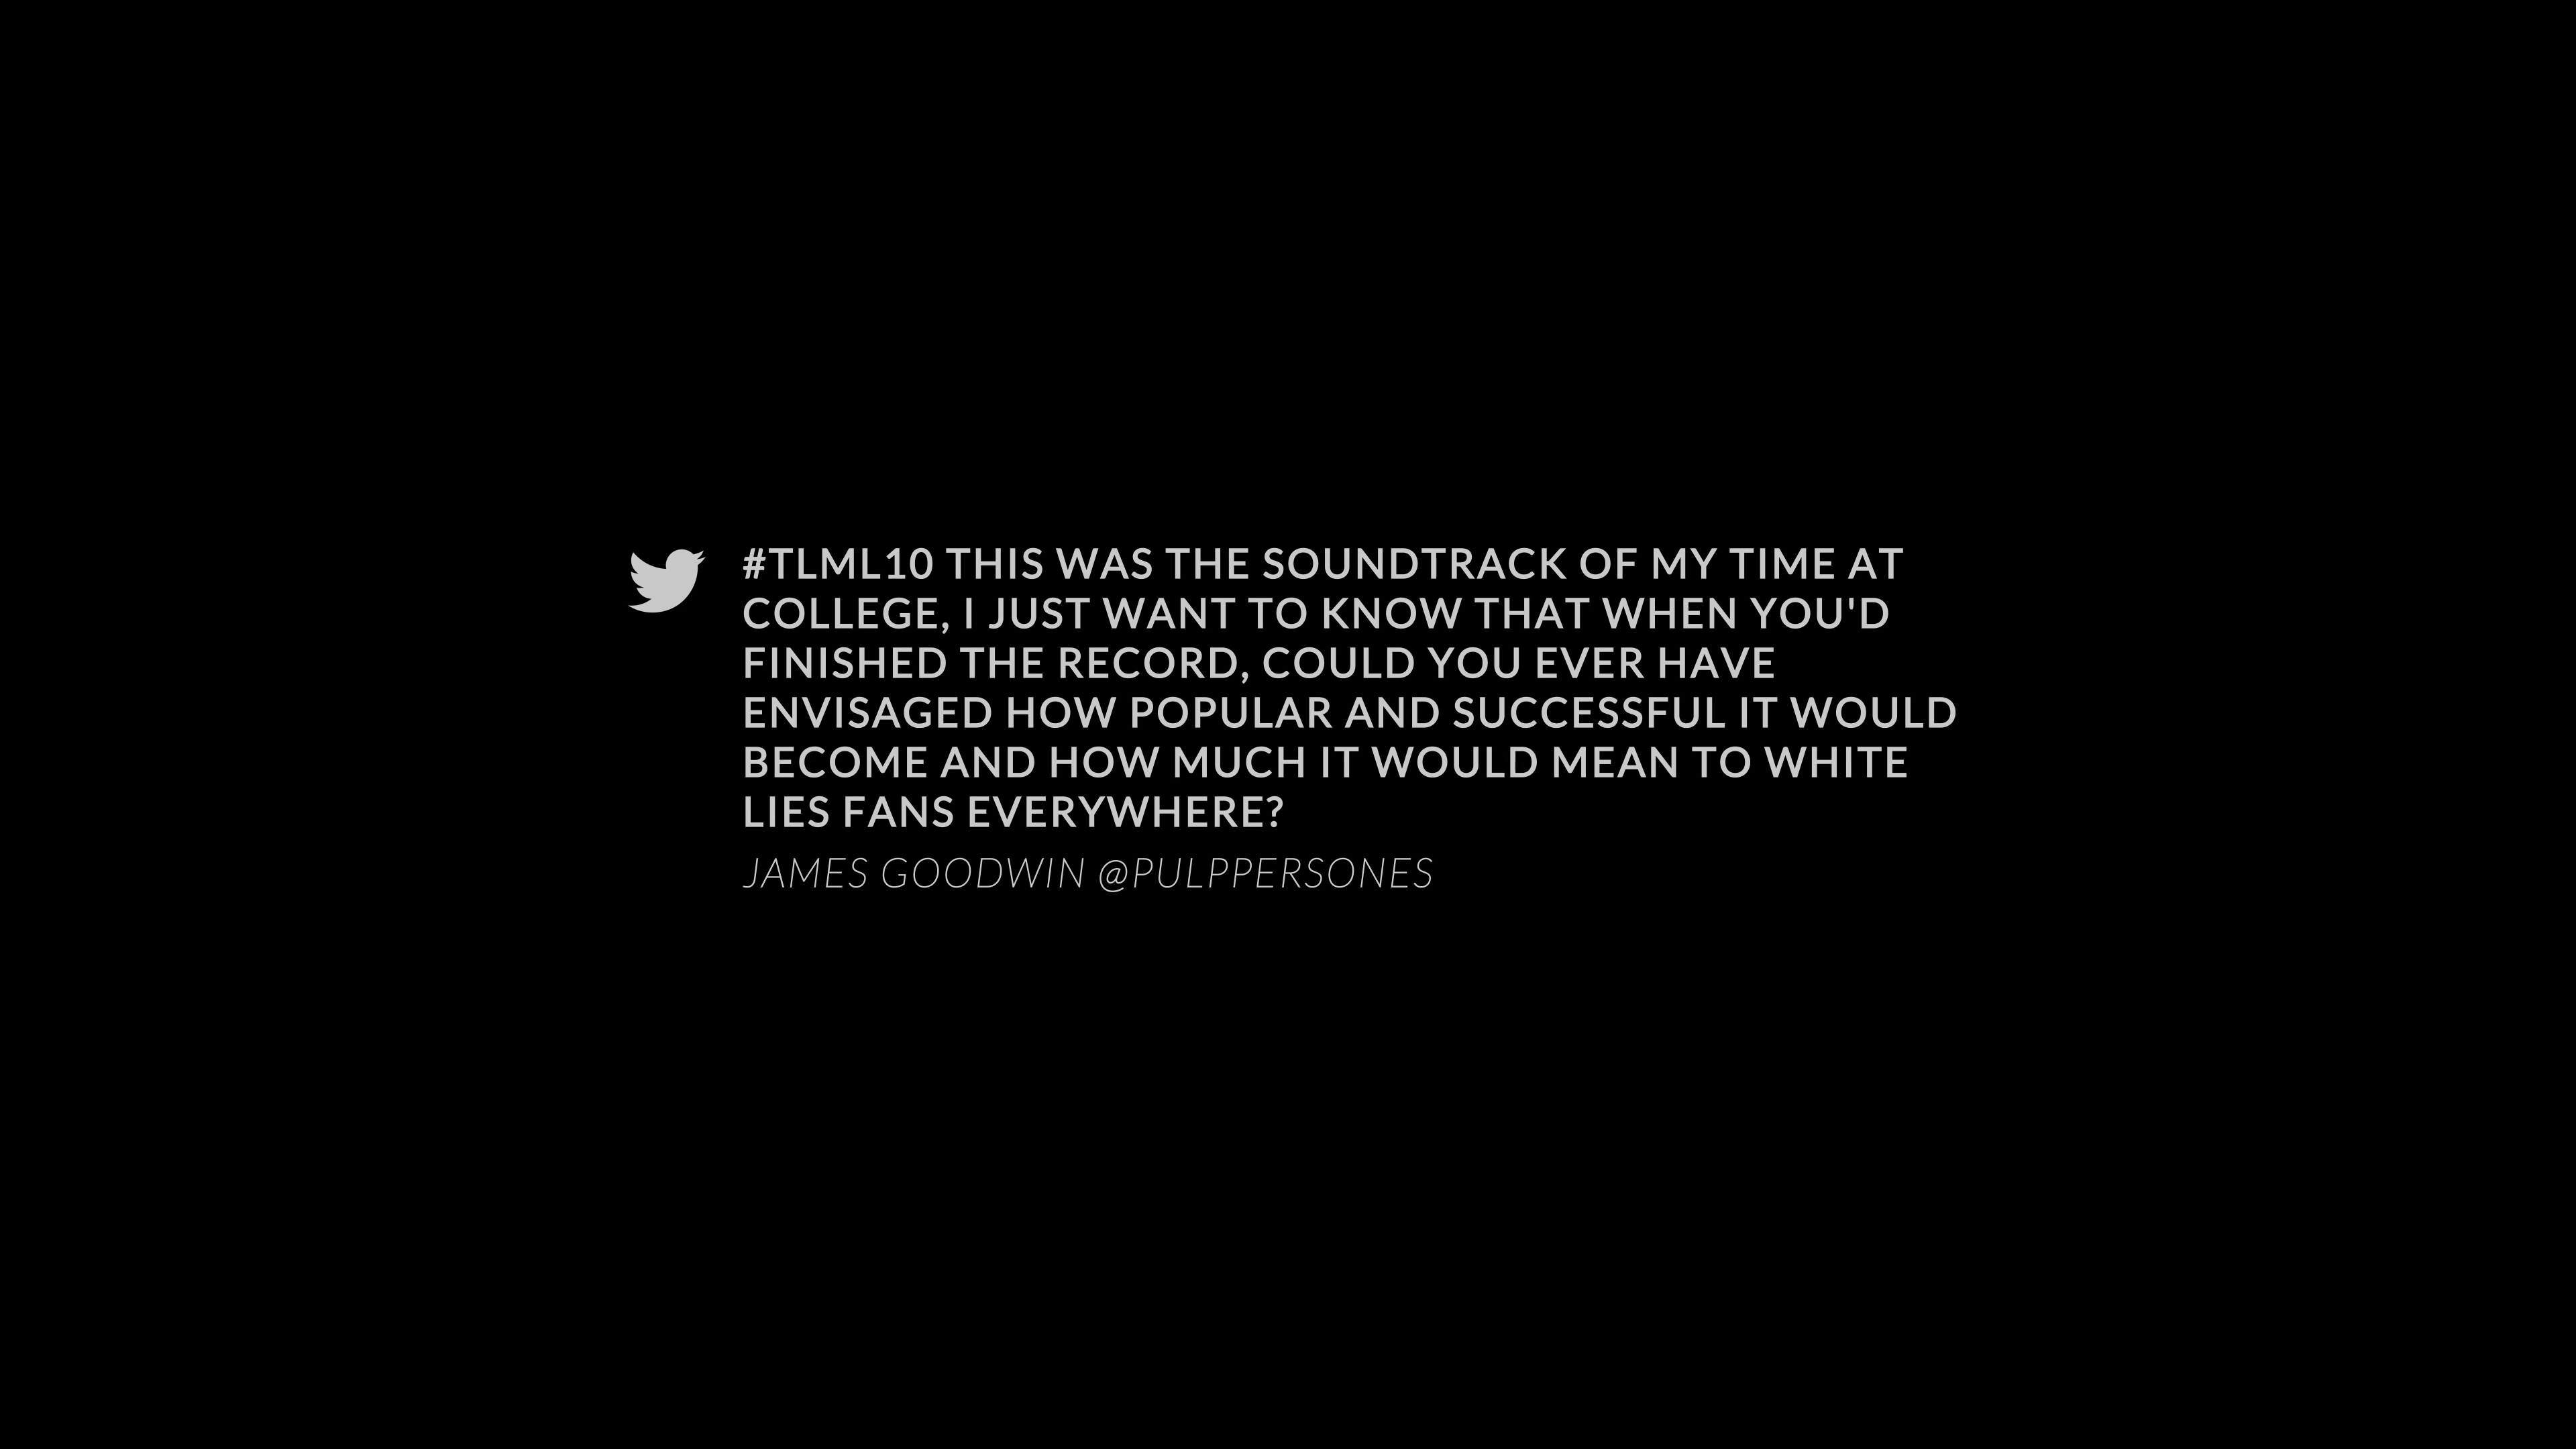 #TLML10 THIS WAS THE SOUNDTRACK OF MY TIME AT
COLLEGE, I JUST WANT TO KNOW THAT WHEN YOU'D
FINISHED THE RECORD, COULD YOU EVER HAVE
ENVISAGED HOW POPULAR AND SUCCESSFUL IT WOULD
BECOME AND HOW MUCH IT WOULD MEAN TO WHITE
LIES FANS EVERYWHERE?
JAMES GOODWIN @PULPPERSONES